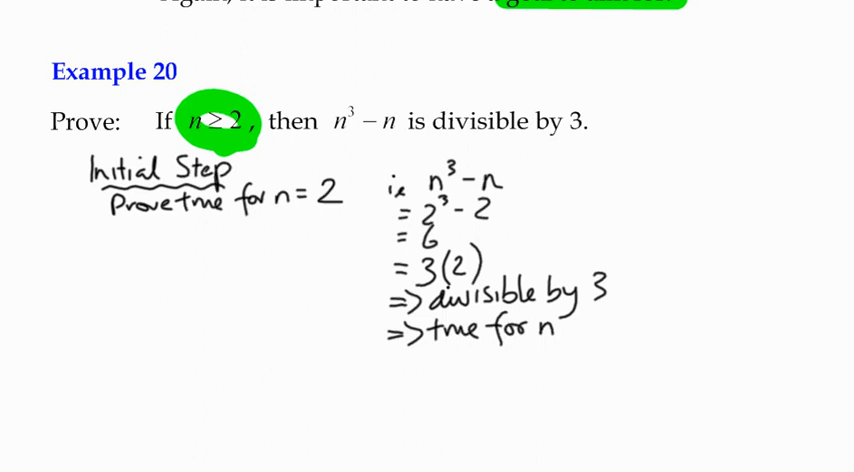 Example 20
Prove: If n ≥ 2, then n³ − n is divisible by 3.
Initial Step
Prove true for n = 2
ie n³ - n
= 2³ - 2
= 6
= 3(2)
=> divisible by 3
=> true for n